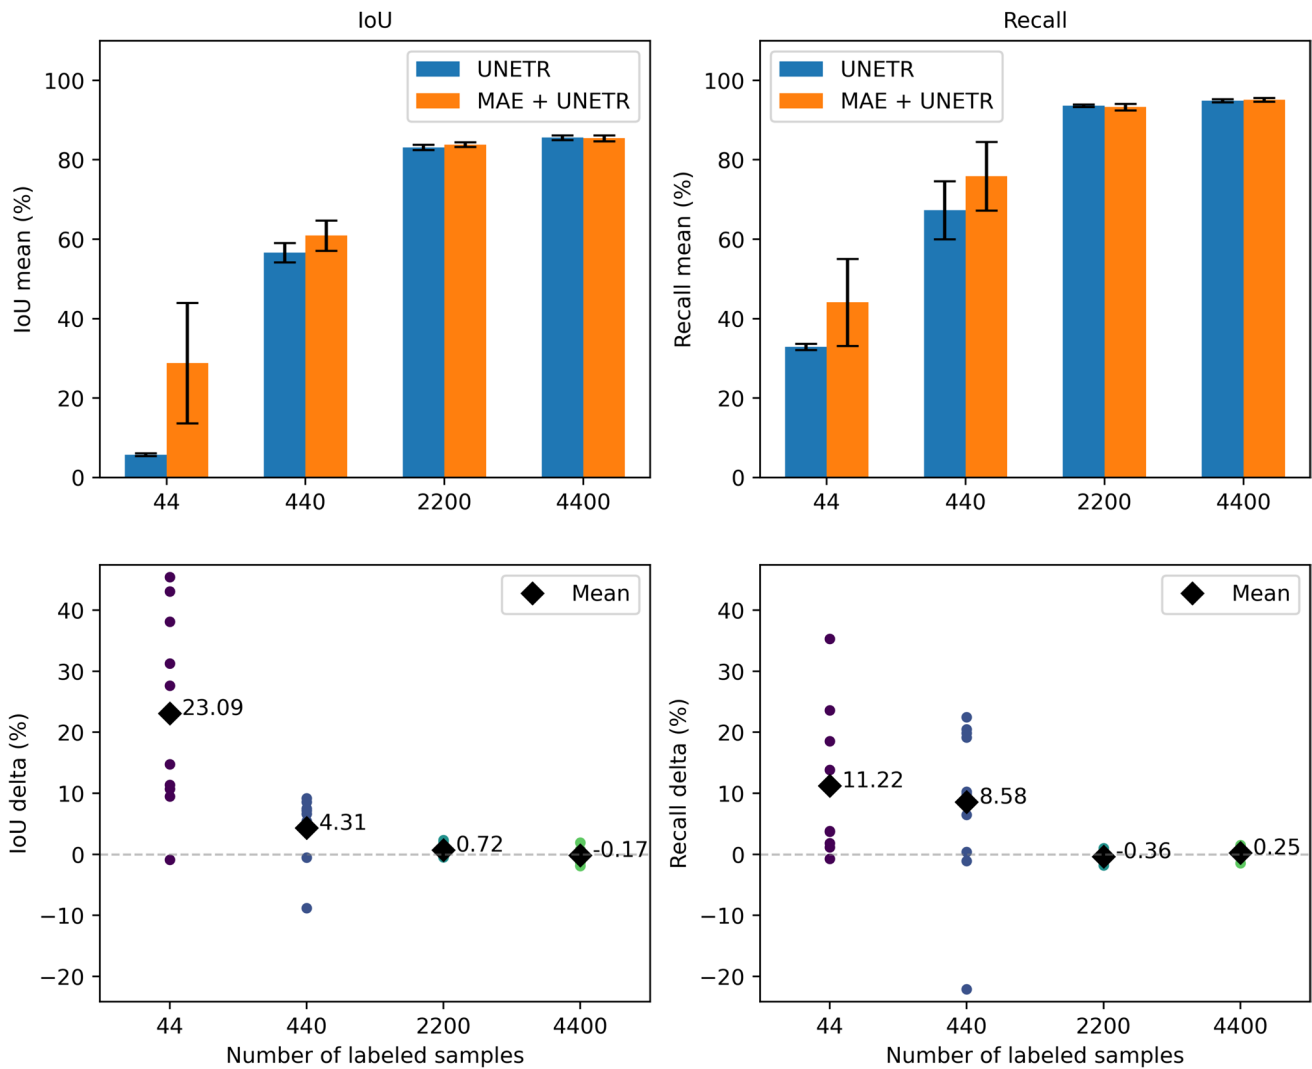 IoU
UNETR
MAE + UNETR
IoU mean (%)
100
80
60
40
20
0
44 440 2200 4400
Recall
UNETR
MAE + UNETR
Recall mean (%)
100
80
60
40
20
0
44 440 2200 4400
Mean
IoU delta (%)
40
30
20
10
0
−10
−20
23.09
4.31
0.72
-0.17
44 440 2200 4400
Number of labeled samples
Mean
Recall delta (%)
40
30
20
10
0
−10
−20
11.22
8.58
-0.36
0.25
44 440 2200 4400
Number of labeled samples